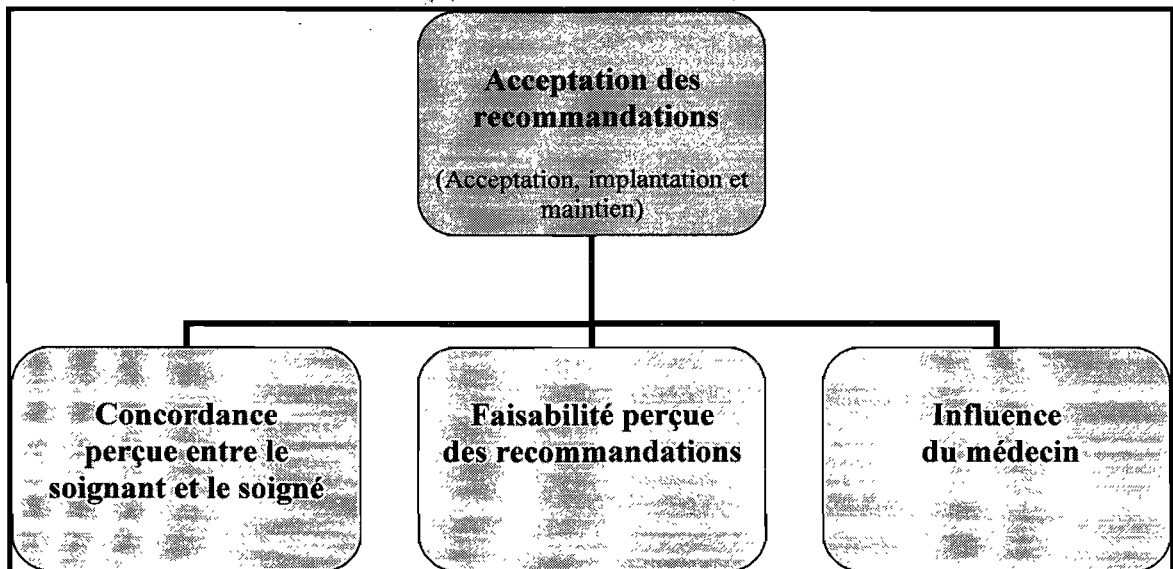 Acceptation des
recommandations
(Acceptation, implantation et
maintien)
Concordance
perçue entre le
soignant et le soigné
Faisabilité perçue
des recommandations
Influence
du médecin